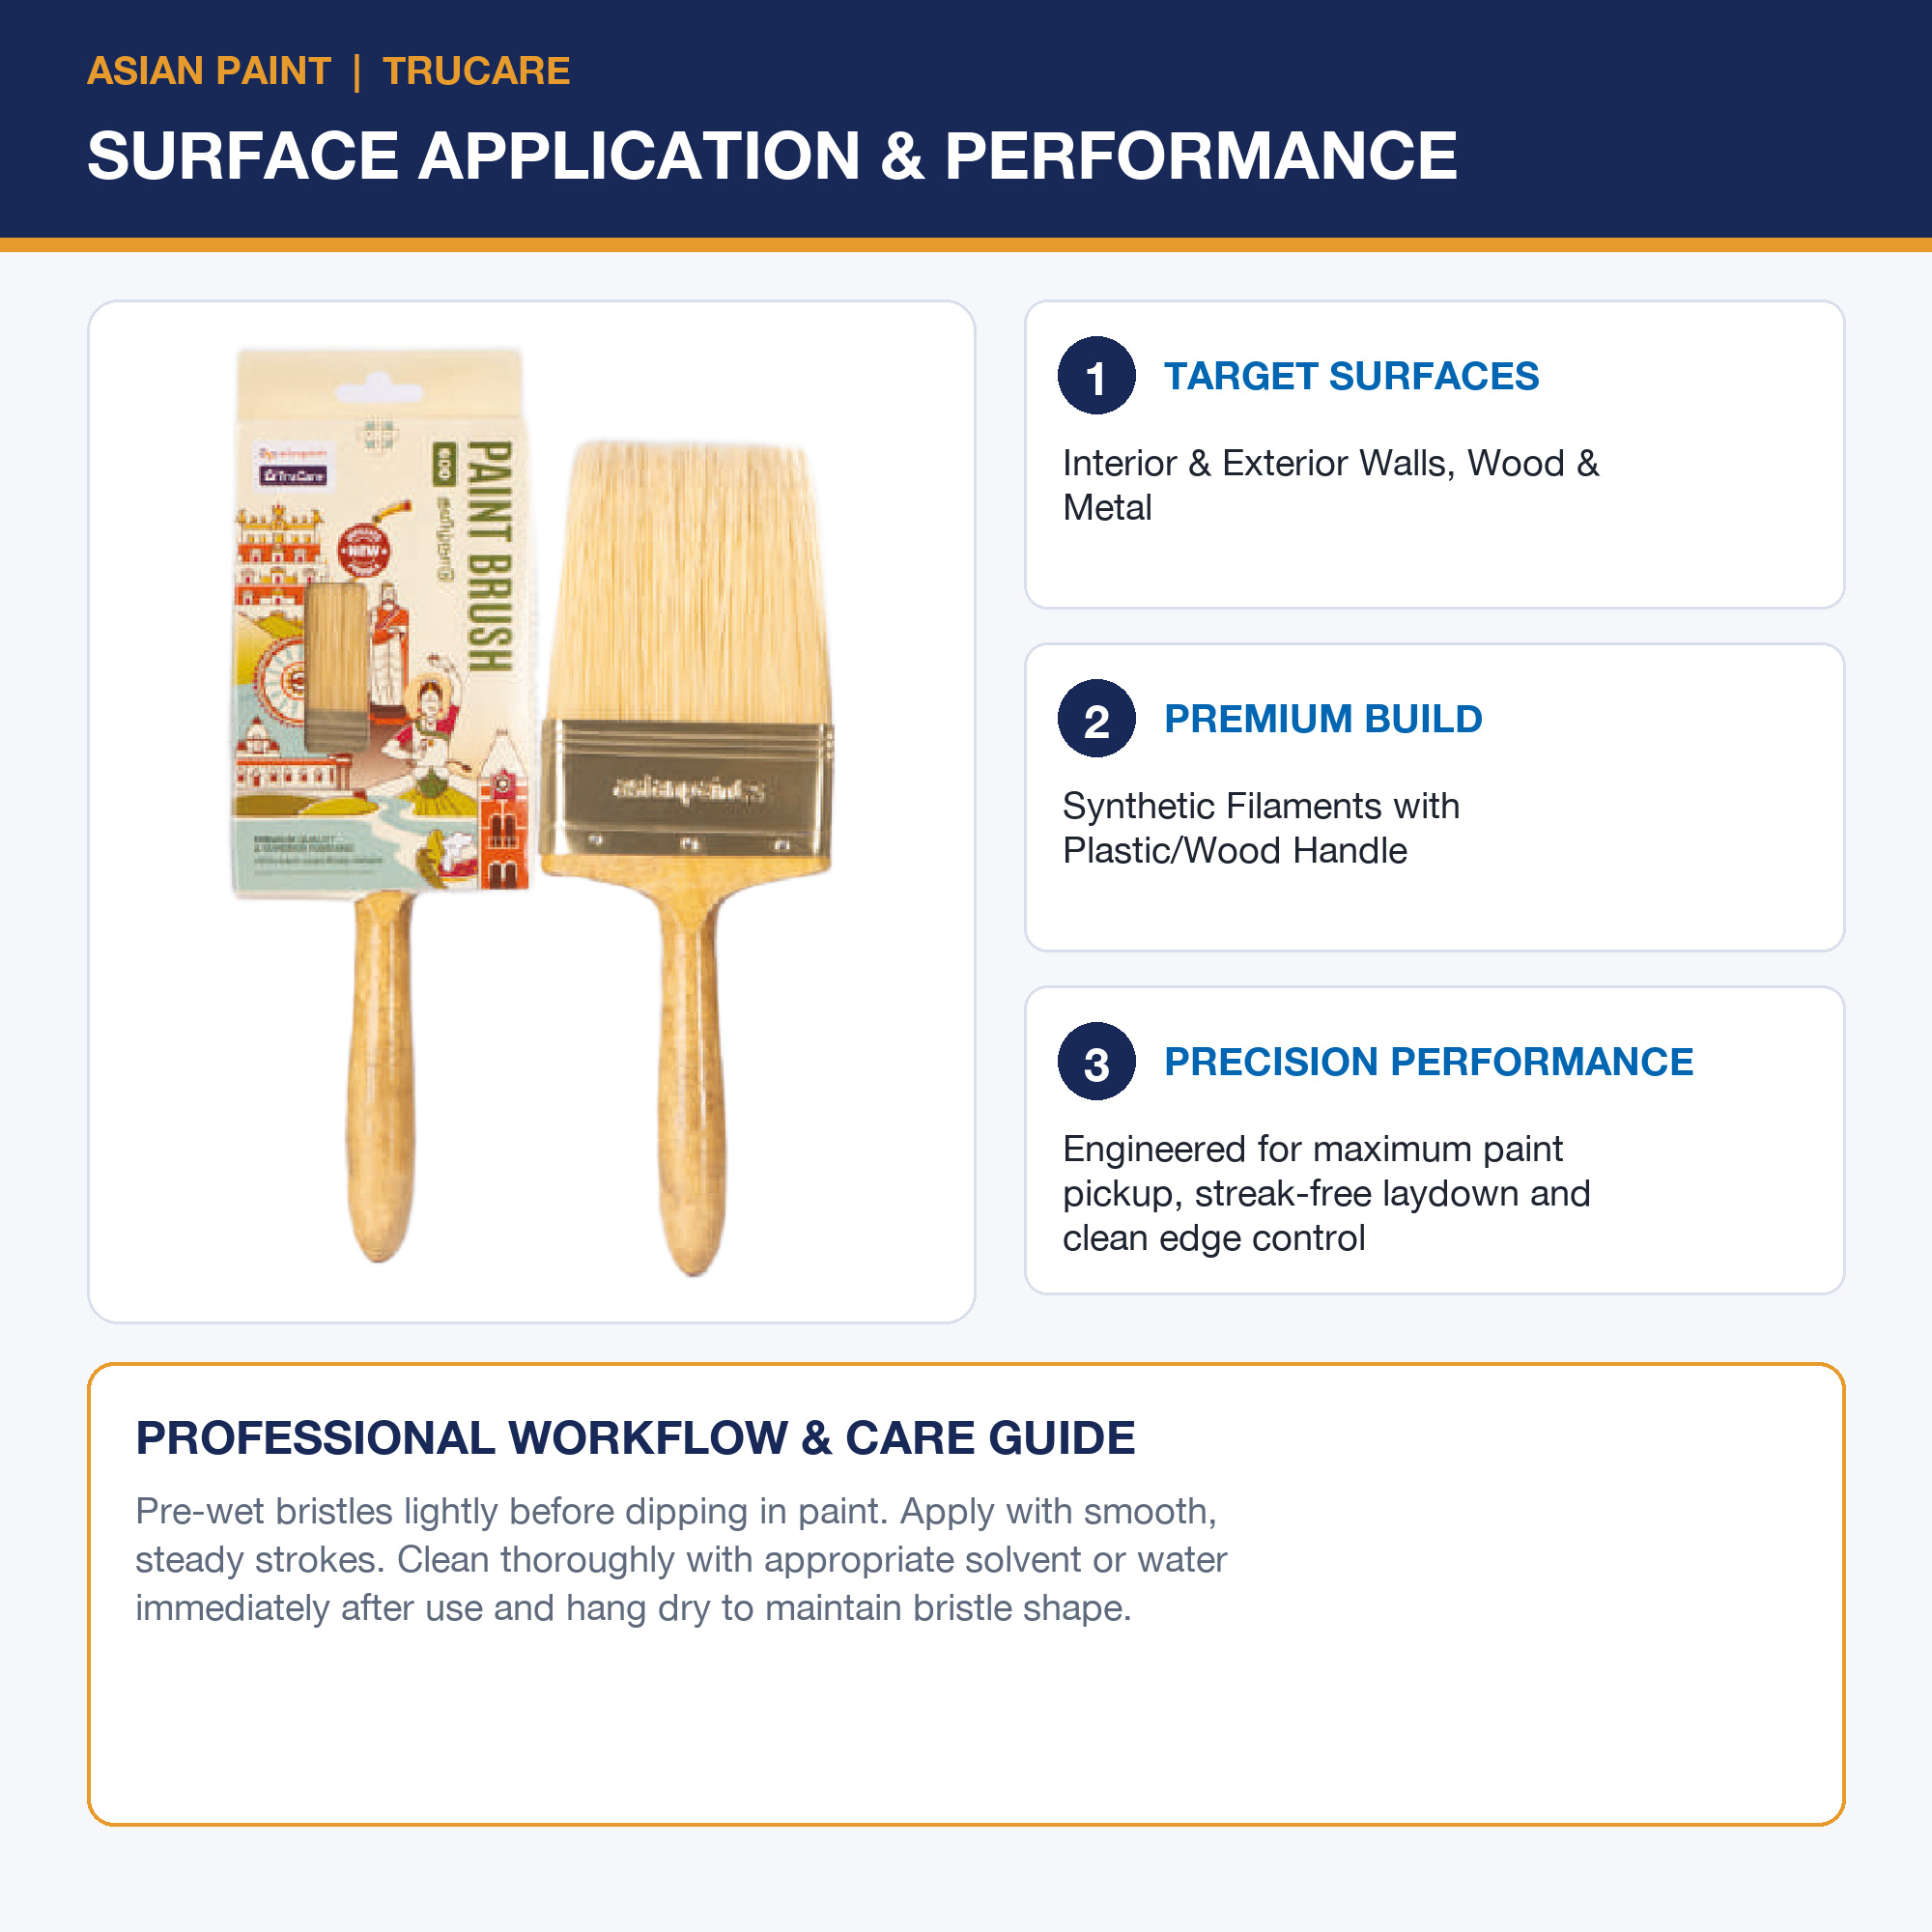 ASIAN PAINT | TRUCARE
SURFACE APPLICATION & PERFORMANCE
asianpaints
TruCare
PAINT BRUSH
NEW
asianpaints
1 TARGET SURFACES
Interior & Exterior Walls, Wood &
Metal
2 PREMIUM BUILD
Synthetic Filaments with
Plastic/Wood Handle
3 PRECISION PERFORMANCE
Engineered for maximum paint
pickup, streak-free laydown and
clean edge control
PROFESSIONAL WORKFLOW & CARE GUIDE
Pre-wet bristles lightly before dipping in paint. Apply with smooth,
steady strokes. Clean thoroughly with appropriate solvent or water
immediately after use and hang dry to maintain bristle shape.